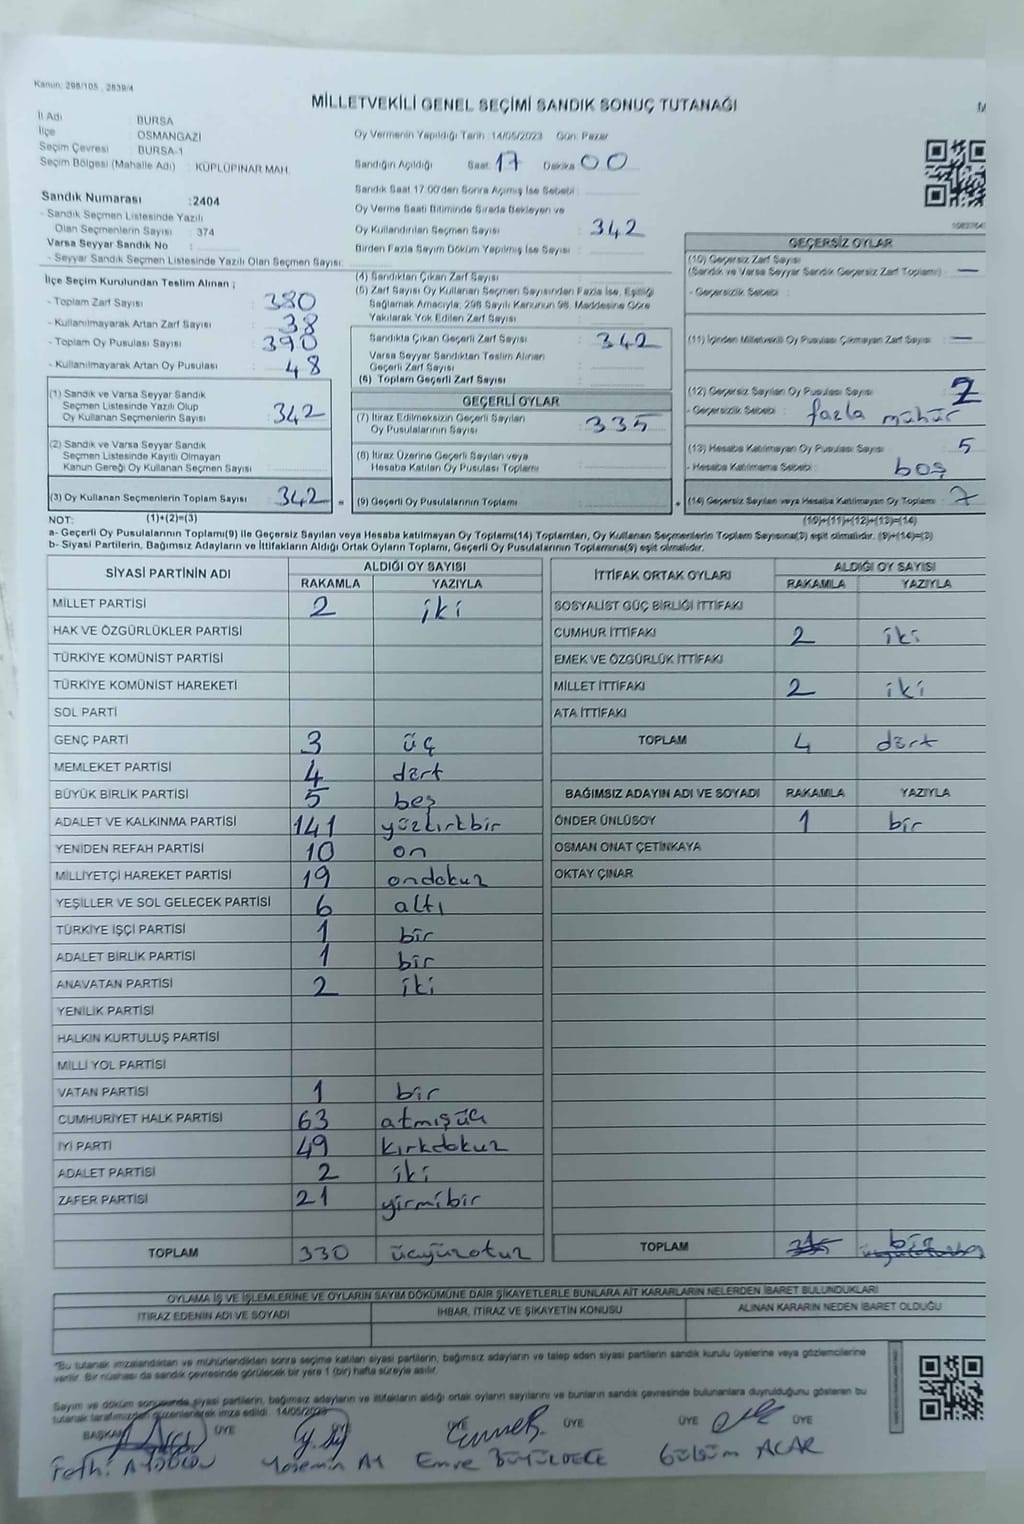 Kanun: 298/105 , 2839/4
MİLLETVEKİLİ GENEL SEÇİMİ SANDIK SONUÇ TUTANAĞI
İl Adı BURSA
İlçe OSMANGAZİ
Seçim Çevresi BURSA-1
Seçim Bölgesi (Mahalle Adı) : KÜPLÜPINAR MAH.
Sandık Numarası :2404
- Sandık Seçmen Listesinde Yazılı
Olan Seçmenlerin Sayısı : 374
Varsa Seyyar Sandık No :
- Seyyar Sandık Seçmen Listesinde Yazılı Olan Seçmen Sayısı:
Oy Vermenin Yapıldığı Tarih :14/05/2023 Gün: Pazar
Sandığın Açıldığı Saat: 17 Dakika 00
Sandık Saat 17.00'den Sonra Açımış İse Sebebi :
Oy Verme Saati Bitiminde Sırada Bekleyen ve
Oy Kullandırılan Seçmen Sayısı : 342
Birden Fazla Sayım Döküm Yapılmış İse Sayısı :
İlçe Seçim Kurulundan Teslim Alınan ;
- Toplam Zarf Sayısı : 380
- Kullanılmayarak Artan Zarf Sayısı : 38
- Toplam Oy Pusulası Sayısı : 390
- Kullanılmayarak Artan Oy Pusulası : 48
(4) Sandıktan Çıkan Zarf Sayısı :
(5) Zarf Sayısı Oy Kullanan Seçmen Sayısından Fazla İse, Eşitliği
Sağlamak Amacıyla; 298 Sayılı Kanunun 98. Maddesine Göre
Yakılarak Yok Edilen Zarf Sayısı :
Sandıkta Çıkan Geçerli Zarf Sayısı : 342
Varsa Seyyar Sandıktan Teslim Alınan
Geçerli Zarf Sayısı :
(6) Toplam Geçerli Zarf Sayısı :
(1) Sandık ve Varsa Seyyar Sandık
Seçmen Listesinde Yazılı Olup
Oy Kullanan Seçmenlerin Sayısı : 342
(2) Sandık ve Varsa Seyyar Sandık
Seçmen Listesinde Kayıtlı Olmayan
Kanun Gereği Oy Kullanan Seçmen Sayısı :
(3) Oy Kullanan Seçmenlerin Toplam Sayısı : 342
GEÇERLİ OYLAR
(7) İtiraz Edilmeksizin Geçerli Sayılan
Oy Pusulalarının Sayısı : 335
(8) İtiraz Üzerine Geçerli Sayılan veya
Hesaba Katılan Oy Pusulası Toplamı :
= (9) Geçerli Oy Pusulalarının Toplamı :
GEÇERSİZ OYLAR
(10) Geçersiz Zarf Sayısı
(Sandık ve Varsa Seyyar Sandık Geçersiz Zarf Toplamı) : —
- Geçersizlik Sebebi :
(11) İçinden Milletvekili Oy Pusulası Çıkmayan Zarf Sayısı : —
(12) Geçersiz Sayılan Oy Pusulası Sayısı :
- Geçersizlik Sebebi : fazla mühür
(13) Hesaba Katılmayan Oy Pusulası Sayısı : 5
- Hesaba Katılmama Sebebi : boş
+ (14) Geçersiz Sayılan veya Hesaba Katılmayan Oy Toplamı : 7
NOT: (1)+(2)=(3) (10)+(11)+(12)+(13)=(14)
a- Geçerli Oy Pusulalarının Toplamı(9) ile Geçersiz Sayılan veya Hesaba katılmayan Oy Toplamı(14) Toplamları, Oy Kullanan Seçmenlerin Toplam Sayısına(3) eşit olmalıdır. (9)+(14)=(3)
b- Siyasi Partilerin, Bağımsız Adayların ve İttifakların Aldığı Ortak Oyların Toplamı, Geçerli Oy Pusulalarının Toplamına(9) eşit olmalıdır.
SİYASİ PARTİNİN ADI ALDIĞI OY SAYISI
RAKAMLA YAZIYLA
MİLLET PARTİSİ 2 iki
HAK VE ÖZGÜRLÜKLER PARTİSİ
TÜRKİYE KOMÜNİST PARTİSİ
TÜRKİYE KOMÜNİST HAREKETİ
SOL PARTİ
GENÇ PARTİ 3 üç
MEMLEKET PARTİSİ 4 dört
BÜYÜK BİRLİK PARTİSİ 5 beş
ADALET VE KALKINMA PARTİSİ 141 yüzkırkbir
YENİDEN REFAH PARTİSİ 10 on
MİLLİYETÇİ HAREKET PARTİSİ 19 ondokuz
YEŞİLLER VE SOL GELECEK PARTİSİ 6 altı
TÜRKİYE İŞÇİ PARTİSİ 1 bir
ADALET BİRLİK PARTİSİ 1 bir
ANAVATAN PARTİSİ 2 iki
YENİLİK PARTİSİ
HALKIN KURTULUŞ PARTİSİ
MİLLİ YOL PARTİSİ
VATAN PARTİSİ 1 bir
CUMHURİYET HALK PARTİSİ 63 atmışüç
İYİ PARTİ 49 kırkdokuz
ADALET PARTİSİ 2 iki
ZAFER PARTİSİ 21 yirmibir
TOPLAM 330 üçyüzotuz
İTTİFAK ORTAK OYLARI ALDIĞI OY SAYISI
RAKAMLA YAZIYLA
SOSYALİST GÜÇ BİRLİĞİ İTTİFAKI
CUMHUR İTTİFAKI 2 iki
EMEK VE ÖZGÜRLÜK İTTİFAKI
MİLLET İTTİFAKI 2 iki
ATA İTTİFAKI
TOPLAM 4 dört
BAĞIMSIZ ADAYIN ADI VE SOYADI RAKAMLA YAZIYLA
ÖNDER ÜNLÜSOY 1 bir
OSMAN ONAT ÇETİNKAYA
OKTAY ÇINAR
TOPLAM bir
OYLAMA İŞ VE İŞLEMLERİNE VE OYLARIN SAYIM DÖKÜMÜNE DAİR ŞİKAYETLERLE BUNLARA AİT KARARLARIN NELERDEN İBARET BULUNDUKLARI
İTİRAZ EDENİN ADI VE SOYADI İHBAR, İTİRAZ VE ŞİKAYETİN KONUSU ALINAN KARARIN NEDEN İBARET OLDUĞU
"Bu tutanak imzalandıktan ve mühürlendikten sonra seçime katılan siyasi partilerin, bağımsız adayların ve talep eden siyasi partilerin sandık kurulu üyelerine veya gözlemcilerine
verilir. Bir nüshası da sandık çevresinde görülecek bir yere 1 (bir) hafta süreyle asılır.
Sayım ve döküm sonucunda siyasi partilerin, bağımsız adayların ve ittifakların aldığı ortak oyların sayılarını ve bunların sandık çevresinde bulunanlara duyrulduğunu gösteren bu
tutanak tarafımızdan düzenlenerek imza edildi. 14/05/2023
BAŞKAN ÜYE ÜYE ÜYE ÜYE ÜYE
Fethi Yasemin AY Emre Gülsüm ACAR